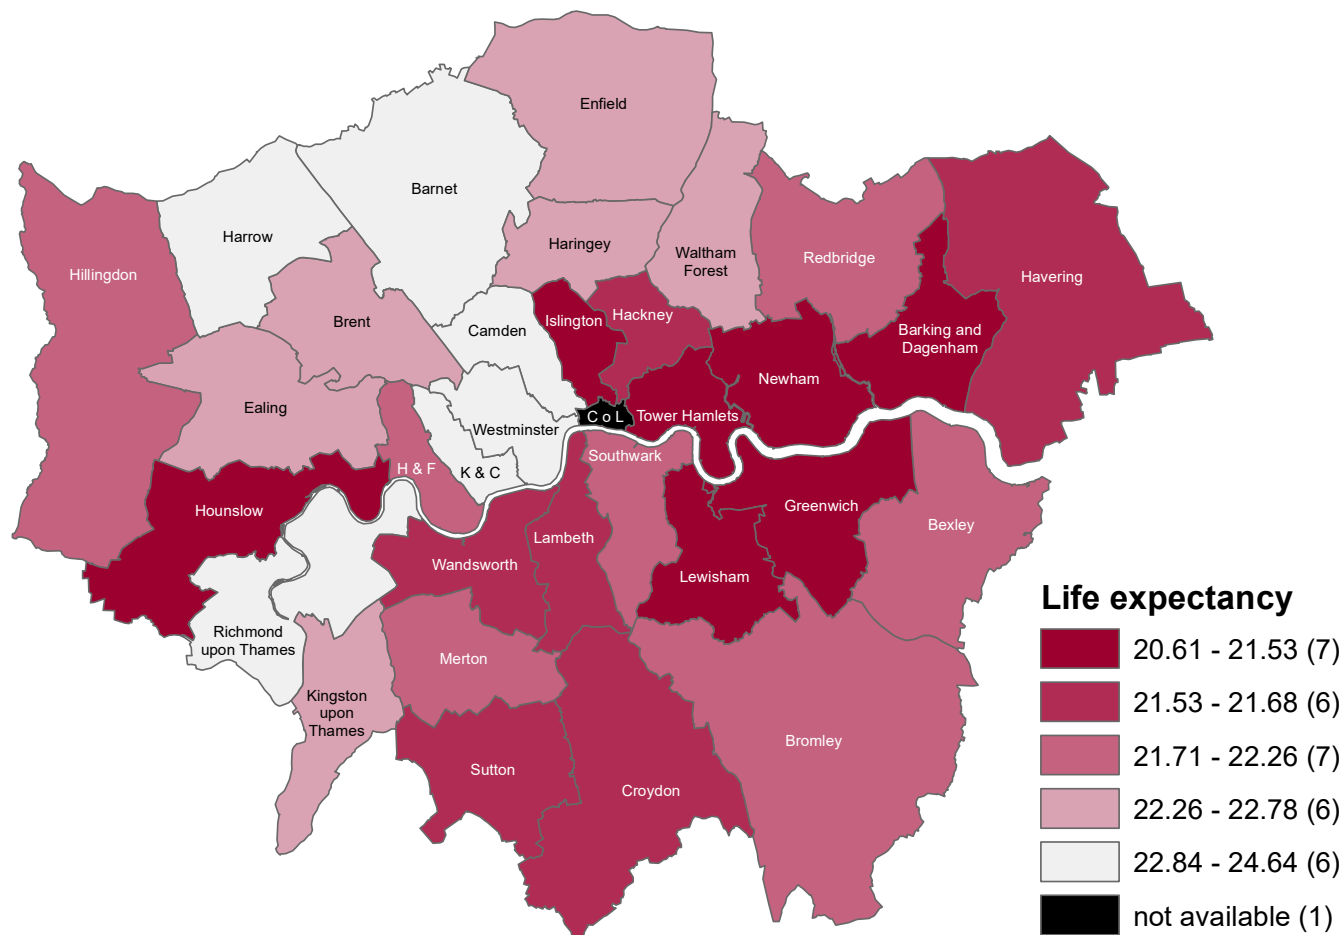 Enfield
Barnet
Harrow
Haringey
Waltham
Forest
Redbridge
Hillingdon
Havering
Brent
Camden
Islington
Hackney
Barking and
Dagenham
Newham
Ealing
Westminster
C o L
Tower Hamlets
H & F
K & C
Southwark
Hounslow
Greenwich
Bexley
Lambeth
Wandsworth
Lewisham
Richmond
upon Thames
Merton
Kingston
upon
Thames
Bromley
Sutton
Croydon
Life expectancy
20.61 - 21.53 (7)
21.53 - 21.68 (6)
21.71 - 22.26 (7)
22.26 - 22.78 (6)
22.84 - 24.64 (6)
not available (1)